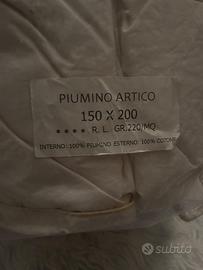 PIUMINO ARTICO
150 X 200
**** R. L. GR.220/MQ
INTERNO: 100% PIUMINO ESTERNO: 100% COTONE
subito